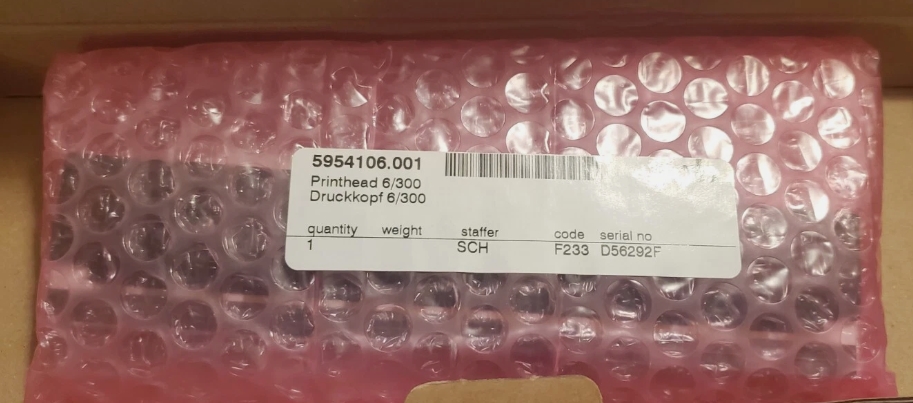 5954106.001
Printhead 6/300
Druckkopf 6/300
quantity weight staffer code serial no
1 SCH F233 D56292F